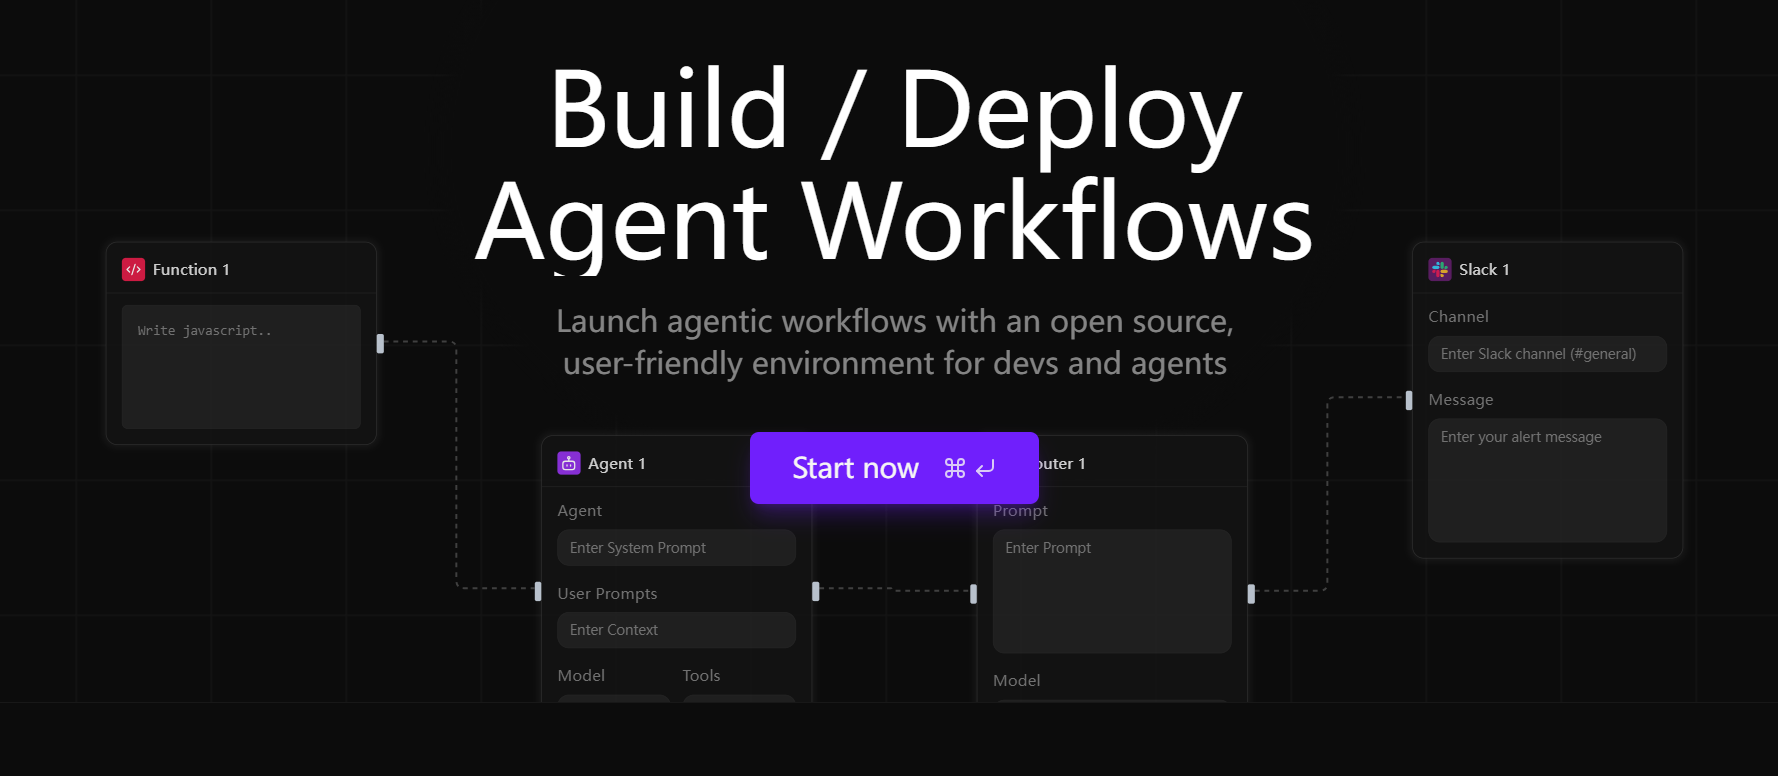 Build / Deploy
Agent Workflows
Launch agentic workflows with an open source,
user-friendly environment for devs and agents
Start now ⌘ ↵
Function 1
Write javascript..
Agent 1
Agent
Enter System Prompt
User Prompts
Enter Context
Model
Tools
outer 1
Prompt
Enter Prompt
Model
Slack 1
Channel
Enter Slack channel (#general)
Message
Enter your alert message